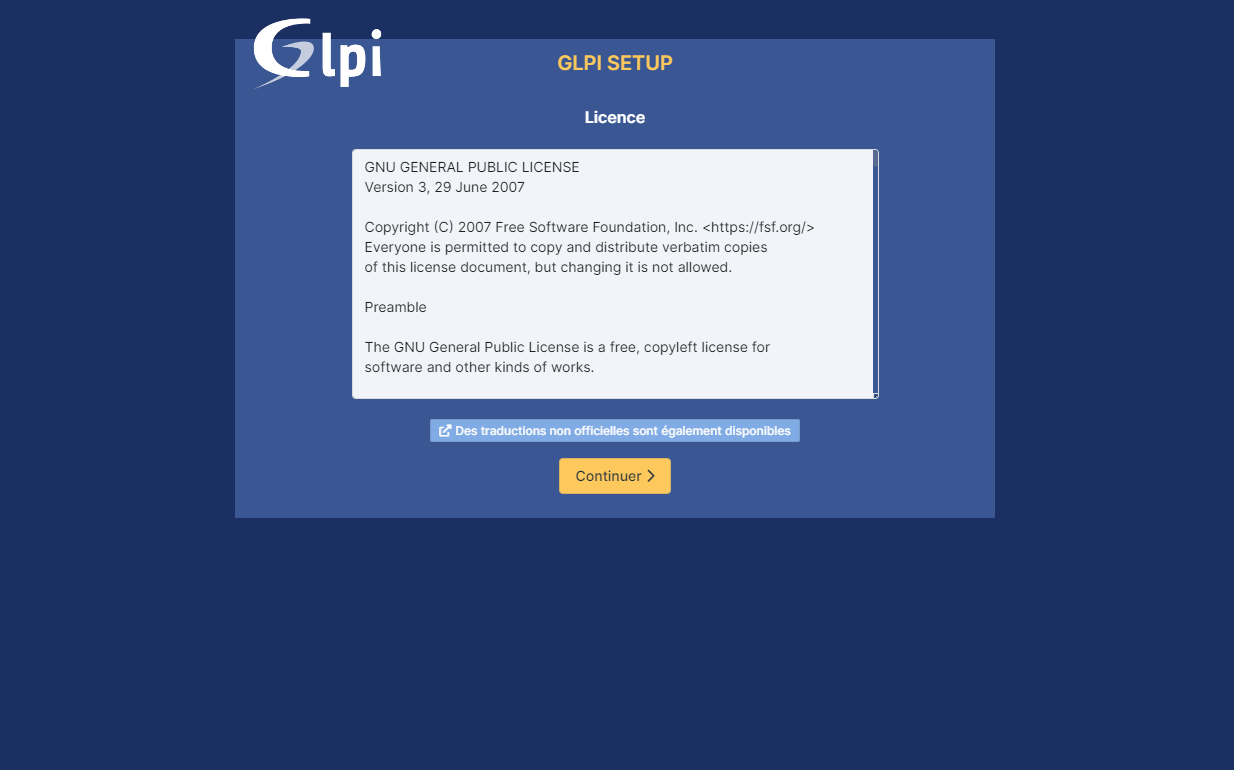 Glpi
GLPI SETUP
Licence
GNU GENERAL PUBLIC LICENSE
Version 3, 29 June 2007
Copyright (C) 2007 Free Software Foundation, Inc. <https://fsf.org/>
Everyone is permitted to copy and distribute verbatim copies
of this license document, but changing it is not allowed.
Preamble
The GNU General Public License is a free, copyleft license for
software and other kinds of works.
Des traductions non officielles sont également disponibles
Continuer